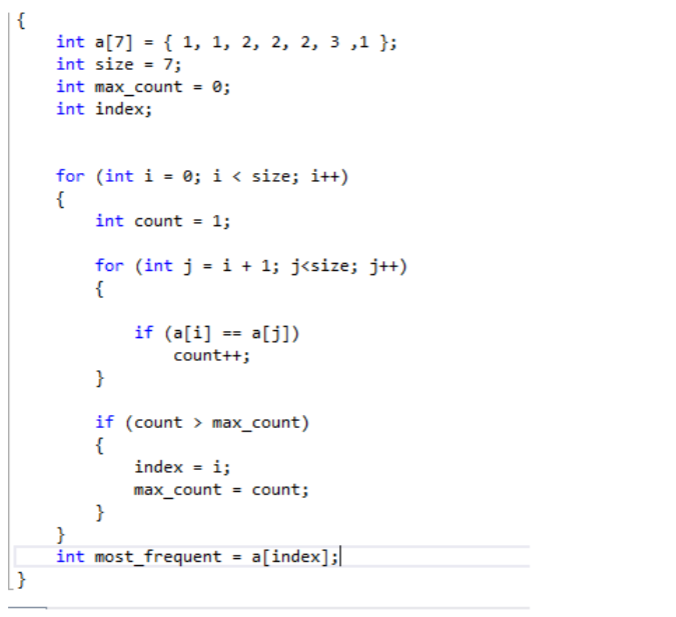 {
    int a[7] = { 1, 1, 2, 2, 2, 3 ,1 };
    int size = 7;
    int max_count = 0;
    int index;
    for (int i = 0; i < size; i++)
    {
        int count = 1;
        for (int j = i + 1; j<size; j++)
        {
            if (a[i] == a[j])
                count++;
        }
        if (count > max_count)
        {
            index = i;
            max_count = count;
        }
    }
    int most_frequent = a[index];
}